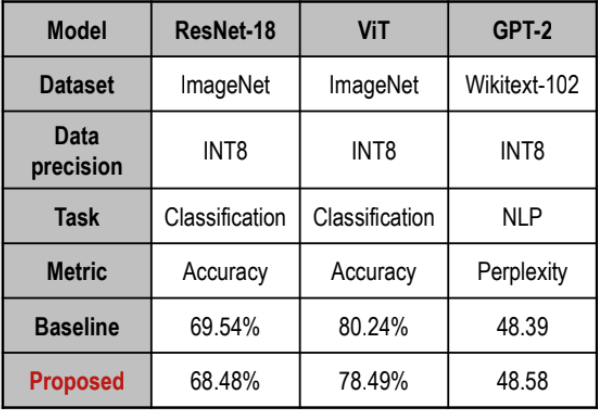 Model ResNet-18 ViT GPT-2
Dataset ImageNet ImageNet Wikitext-102
Data precision INT8 INT8 INT8
Task Classification Classification NLP
Metric Accuracy Accuracy Perplexity
Baseline 69.54% 80.24% 48.39
Proposed 68.48% 78.49% 48.58